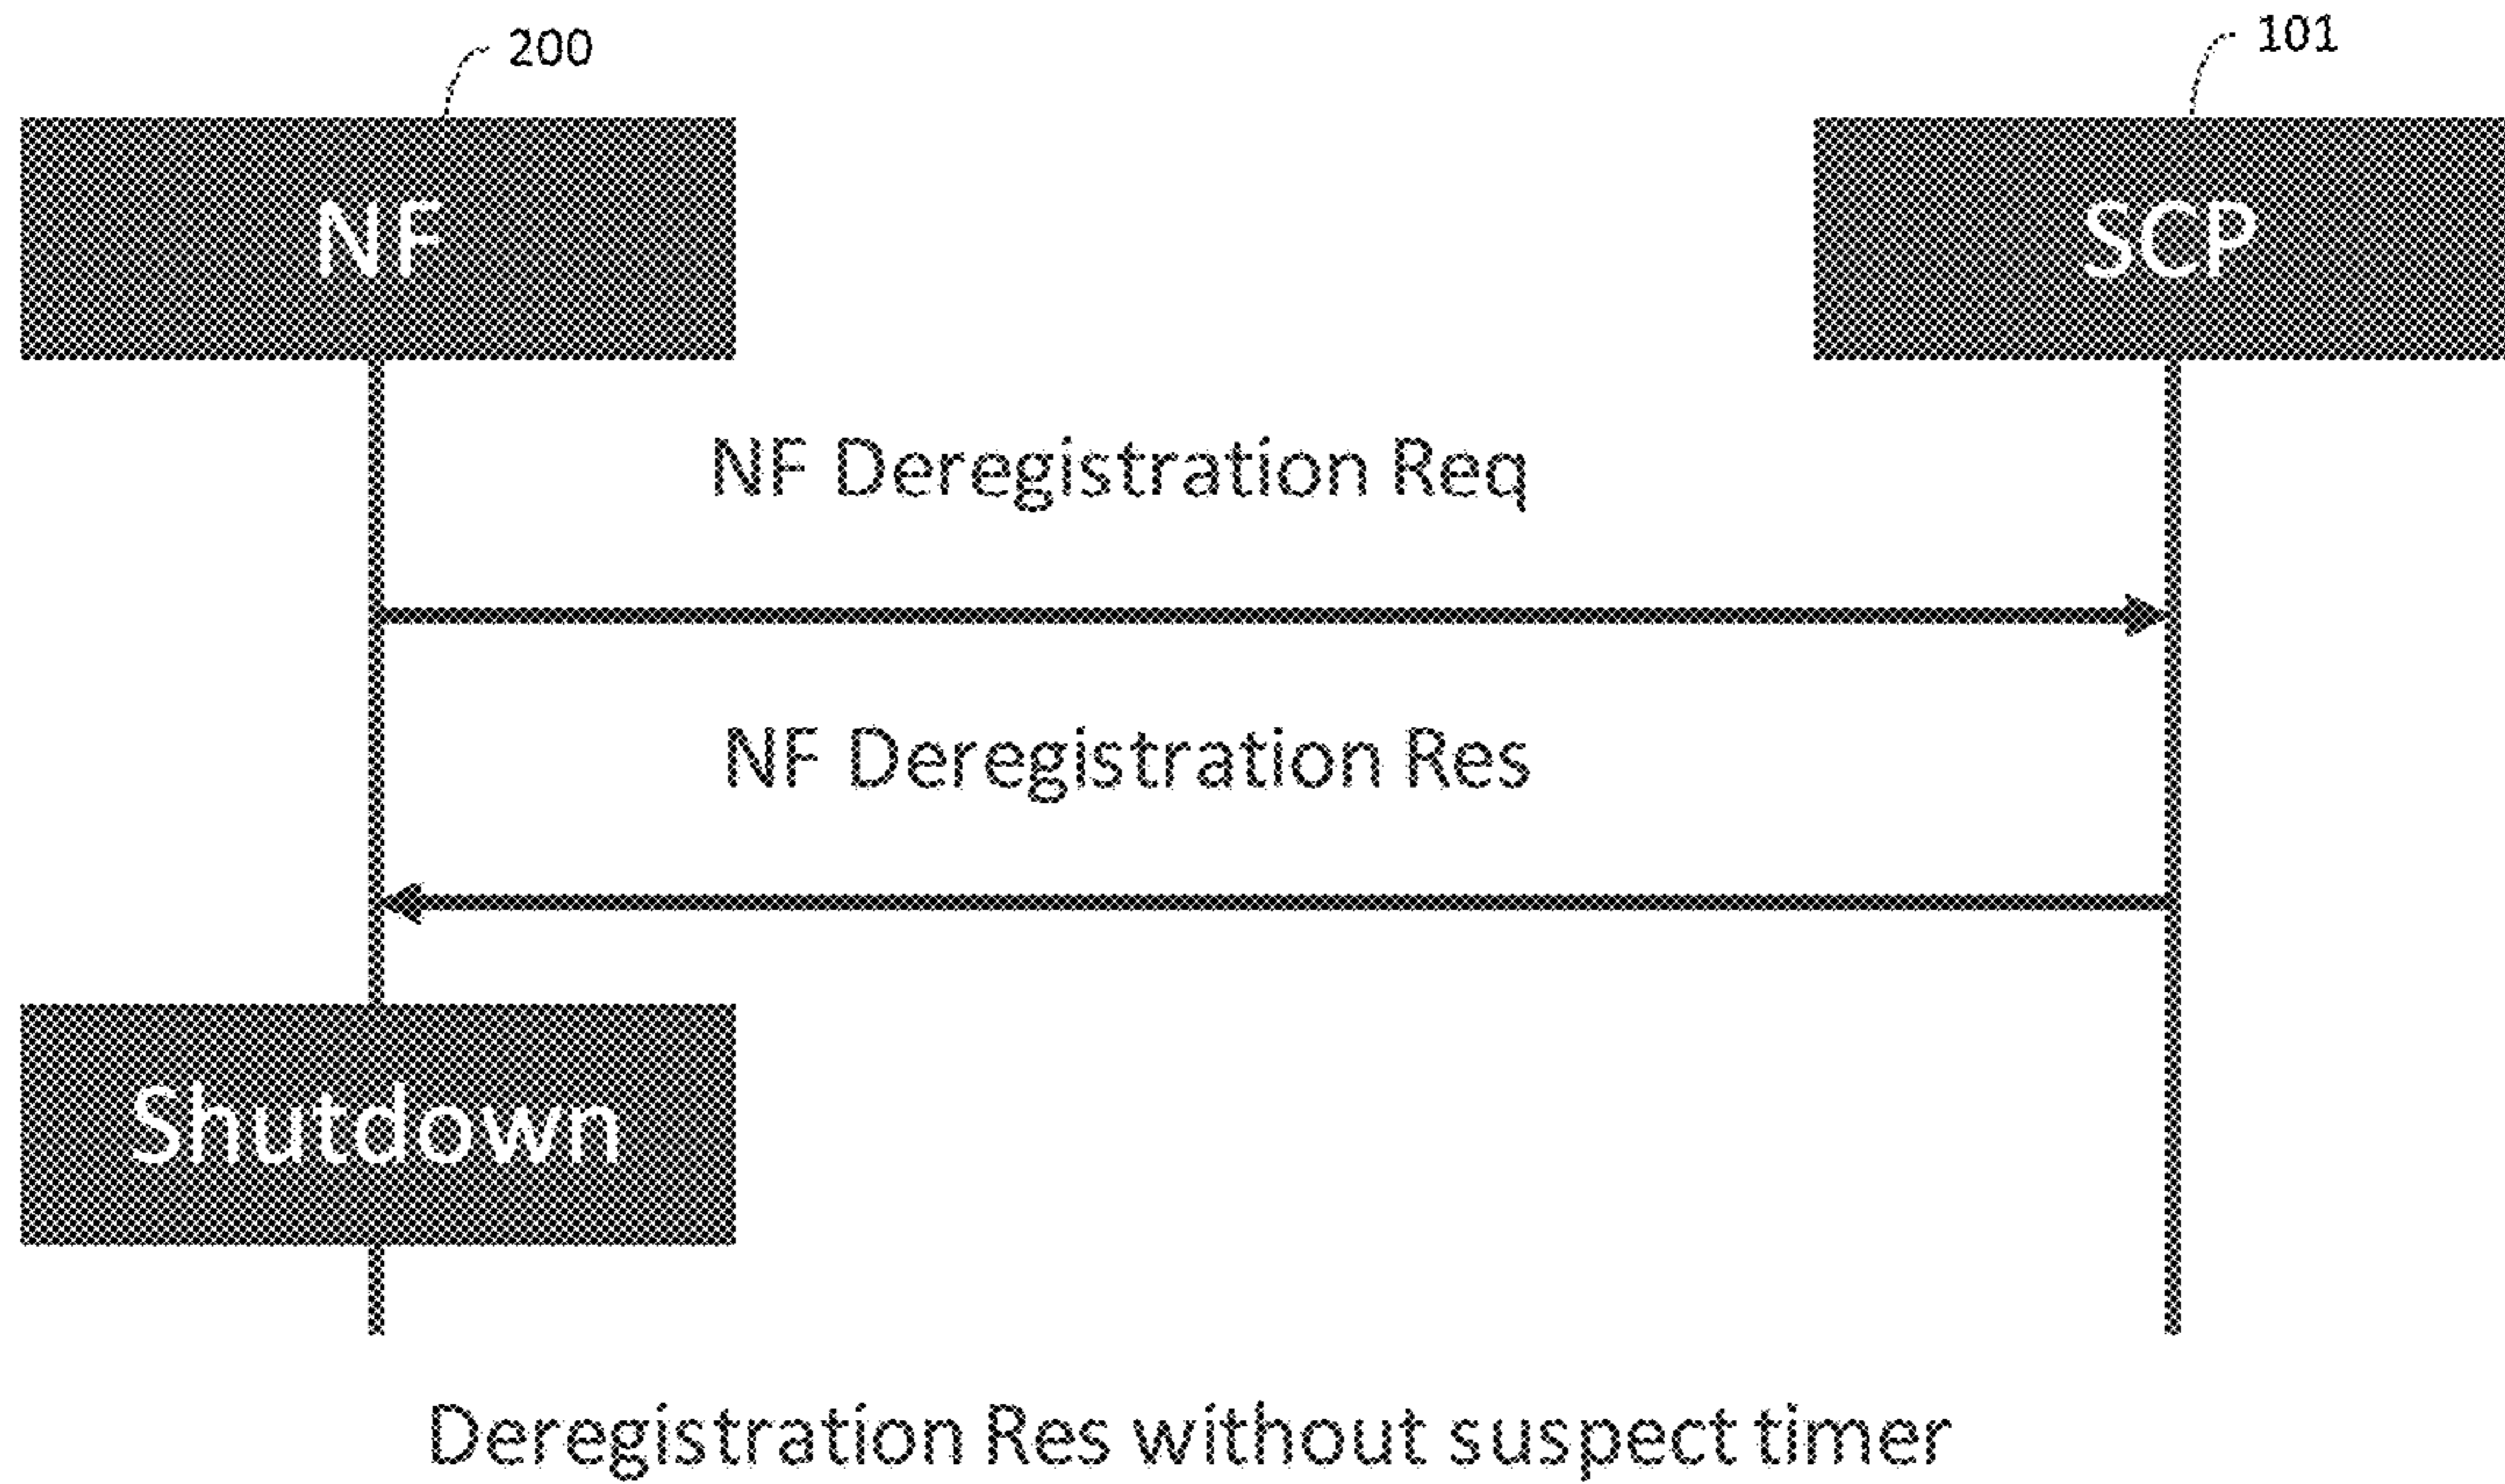 200
101
NF
SCP
NF Deregistration Req
NF Deregistration Res
Shutdown
Deregistration Res without suspect timer